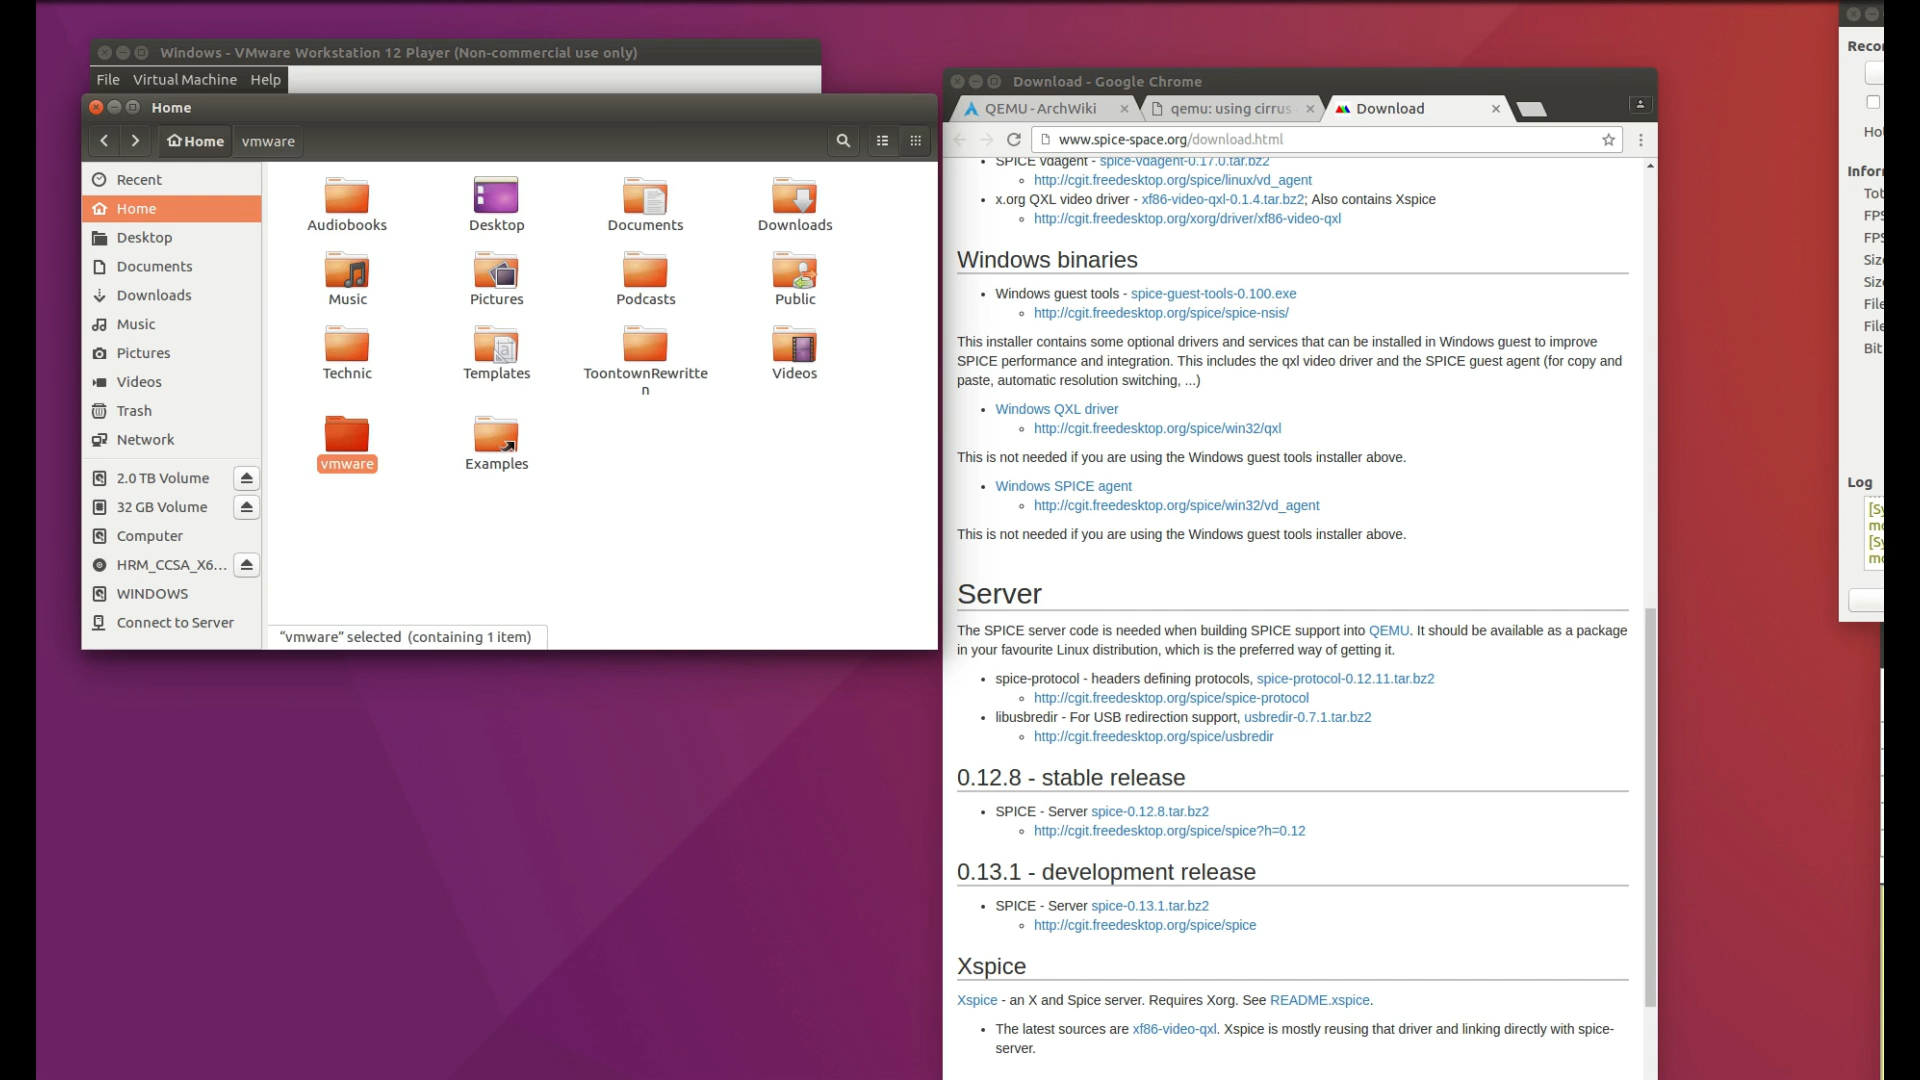 Windows - VMware Workstation 12 Player (Non-commercial use only)
File Virtual Machine Help
Home
Home vmware
Recent
Home
Desktop
Documents
Downloads
Music
Pictures
Videos
Trash
Network
2.0 TB Volume
32 GB Volume
Computer
HRM_CCSA_X6...
WINDOWS
Connect to Server
Audiobooks Desktop Documents Downloads
Music Pictures Podcasts Public
Technic Templates ToontownRewritte
n
Videos
vmware Examples
"vmware" selected (containing 1 item)
Download - Google Chrome
QEMU - ArchWiki qemu: using cirrus Download
www.spice-space.org/download.html
SPICE vdagent - spice-vdagent-0.17.0.tar.bz2
http://cgit.freedesktop.org/spice/linux/vd_agent
x.org QXL video driver - xf86-video-qxl-0.1.4.tar.bz2; Also contains Xspice
http://cgit.freedesktop.org/xorg/driver/xf86-video-qxl
Windows binaries
Windows guest tools - spice-guest-tools-0.100.exe
http://cgit.freedesktop.org/spice/spice-nsis/
This installer contains some optional drivers and services that can be installed in Windows guest to improve
SPICE performance and integration. This includes the qxl video driver and the SPICE guest agent (for copy and
paste, automatic resolution switching, ...)
Windows QXL driver
http://cgit.freedesktop.org/spice/win32/qxl
This is not needed if you are using the Windows guest tools installer above.
Windows SPICE agent
http://cgit.freedesktop.org/spice/win32/vd_agent
This is not needed if you are using the Windows guest tools installer above.
Server
The SPICE server code is needed when building SPICE support into QEMU. It should be available as a package
in your favourite Linux distribution, which is the preferred way of getting it.
spice-protocol - headers defining protocols, spice-protocol-0.12.11.tar.bz2
http://cgit.freedesktop.org/spice/spice-protocol
libusbredir - For USB redirection support, usbredir-0.7.1.tar.bz2
http://cgit.freedesktop.org/spice/usbredir
0.12.8 - stable release
SPICE - Server spice-0.12.8.tar.bz2
http://cgit.freedesktop.org/spice/spice?h=0.12
0.13.1 - development release
SPICE - Server spice-0.13.1.tar.bz2
http://cgit.freedesktop.org/spice/spice
Xspice
Xspice - an X and Spice server. Requires Xorg. See README.xspice.
The latest sources are xf86-video-qxl. Xspice is mostly reusing that driver and linking directly with spice-
server.
Log